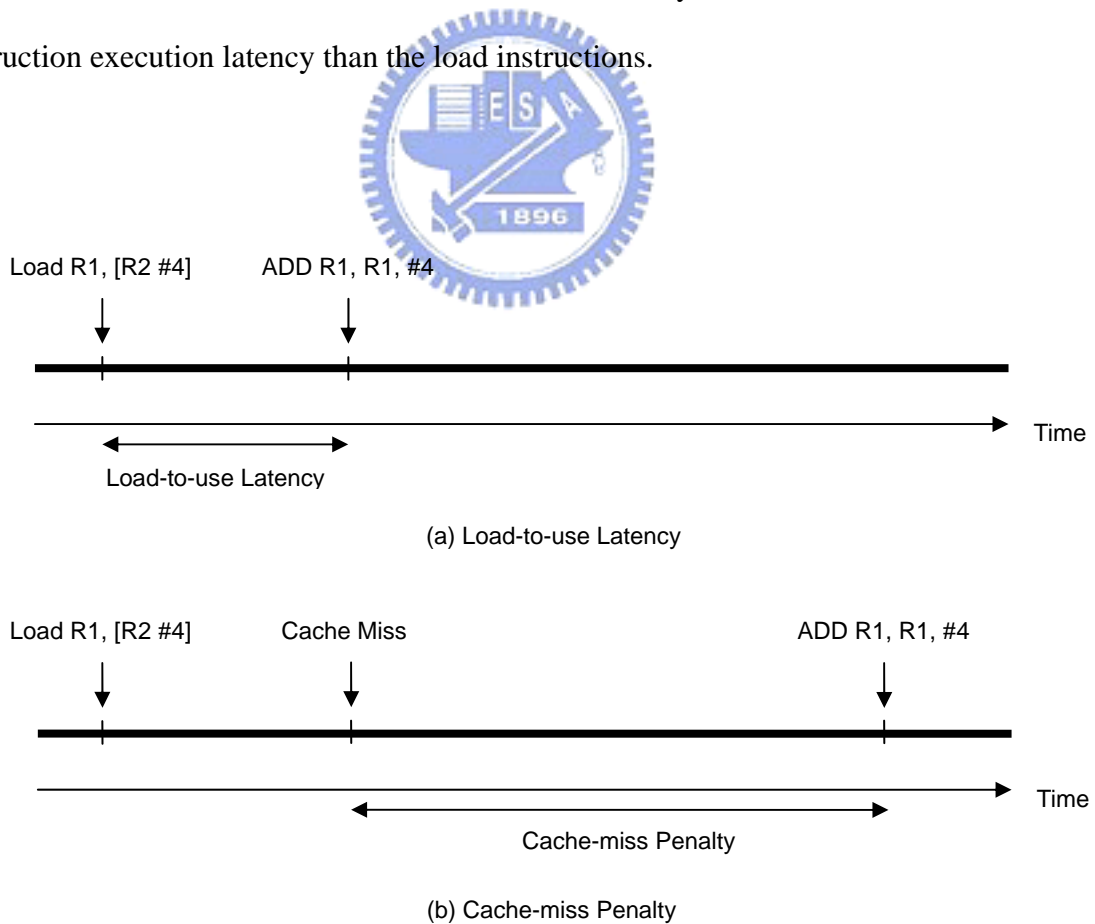 ruction execution latency than the load instructions.
E S A
1896
Load R1, [R2 #4] ADD R1, R1, #4
Time
Load-to-use Latency
(a) Load-to-use Latency
Load R1, [R2 #4] Cache Miss ADD R1, R1, #4
Time
Cache-miss Penalty
(b) Cache-miss Penalty